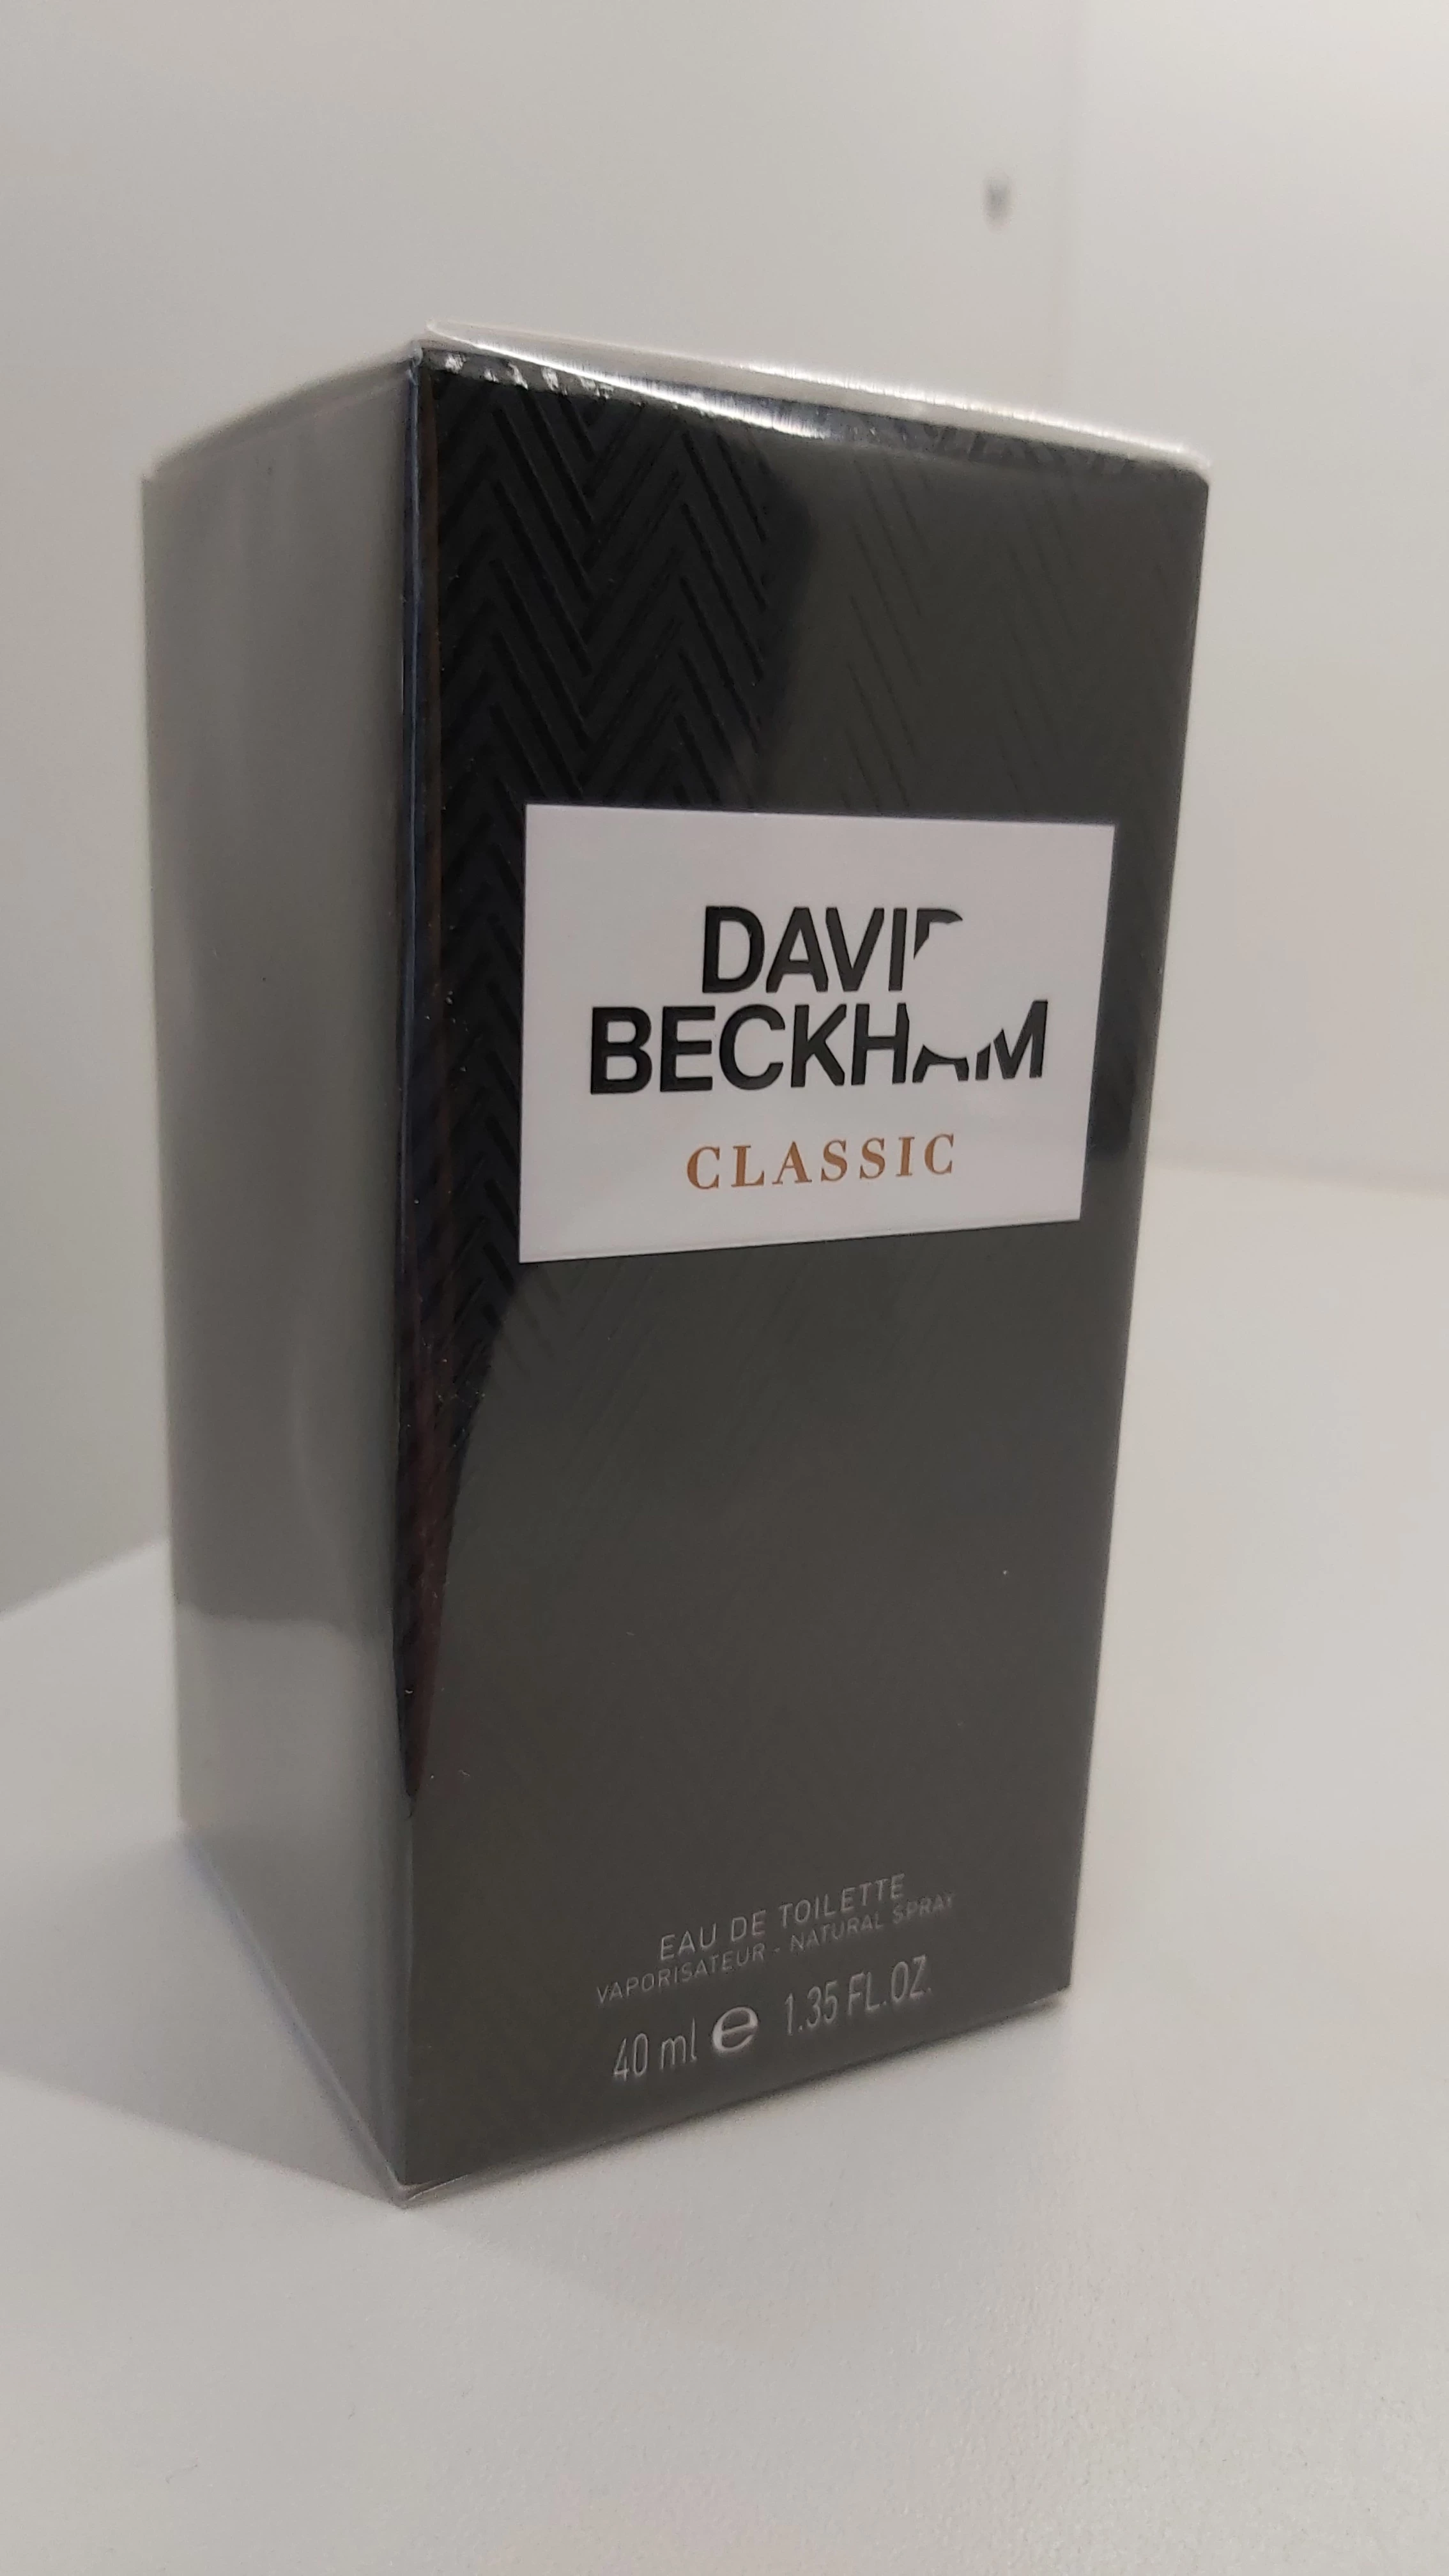 DAVID
BECKHAM
CLASSIC
EAU DE TOILETTE
VAPORISATEUR - NATURAL SPRAY
40 ml ℮ 1.35 FL.OZ.